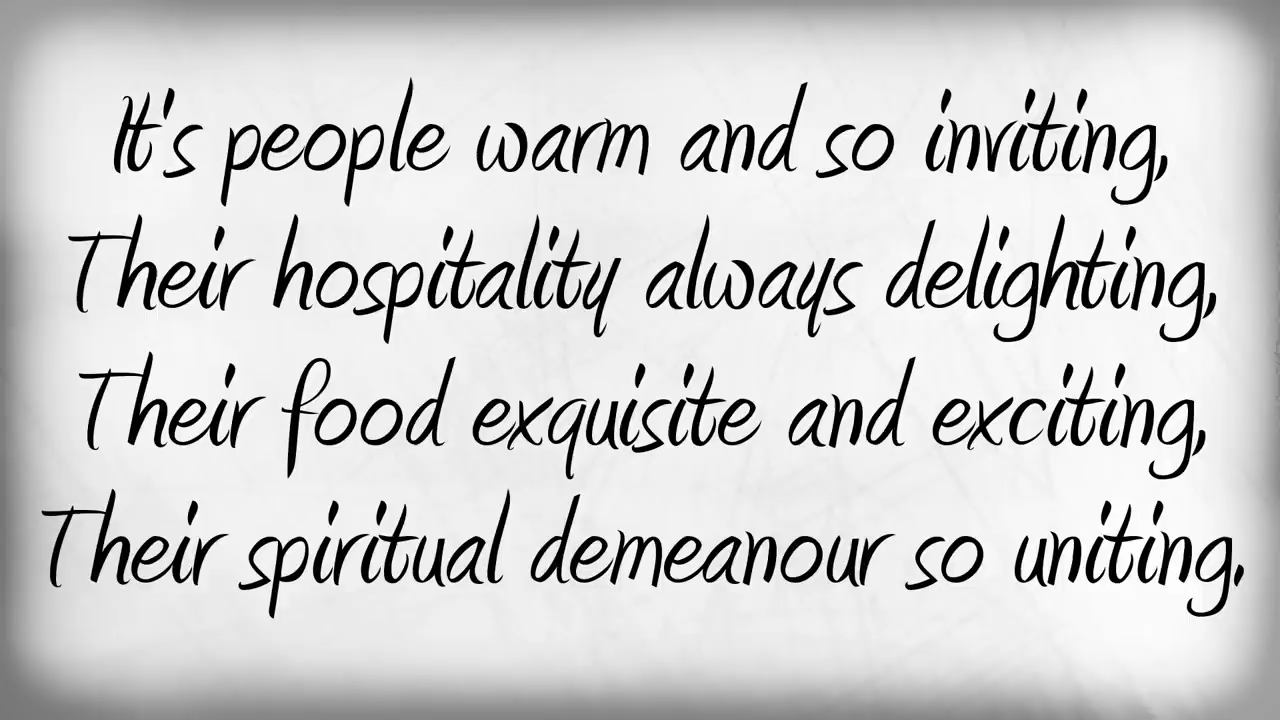 It's people warm and so inviting,
Their hospitality always delighting,
Their food exquisite and exciting,
Their spiritual demeanour so uniting.